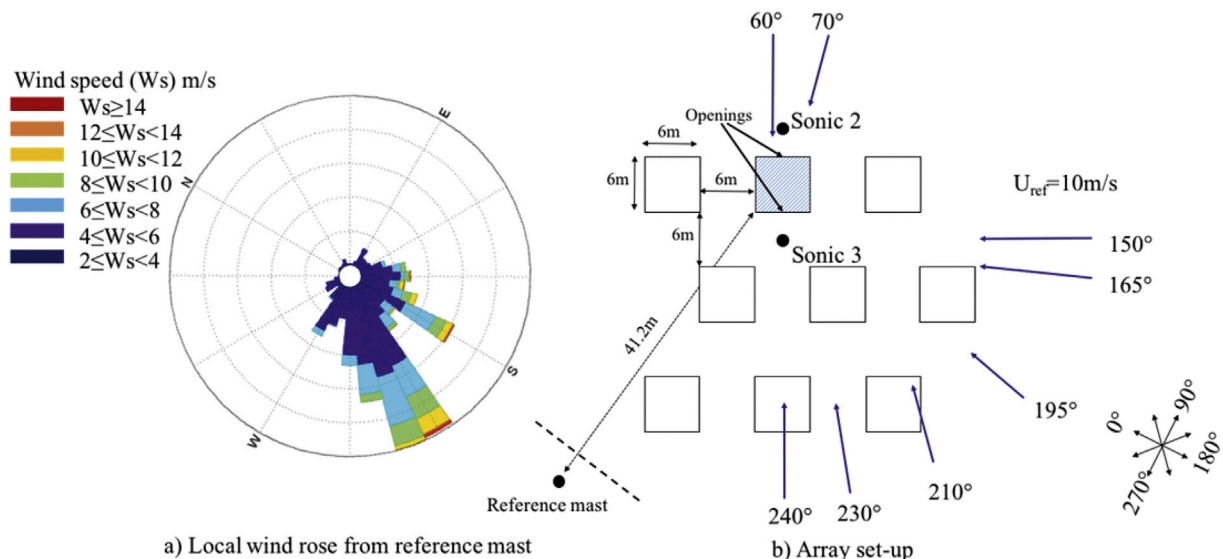 Wind speed (Ws) m/s
Ws≥14
12≤Ws<14
10≤Ws<12
8≤Ws<10
6≤Ws<8
4≤Ws<6
2≤Ws<4
E
N
S
W
a) Local wind rose from reference mast
60°
70°
Openings
Sonic 2
6m
6m
6m
6m
Sonic 3
U_ref=10m/s
150°
165°
41.2m
195°
210°
240°
230°
Reference mast
0°
90°
180°
270°
b) Array set-up